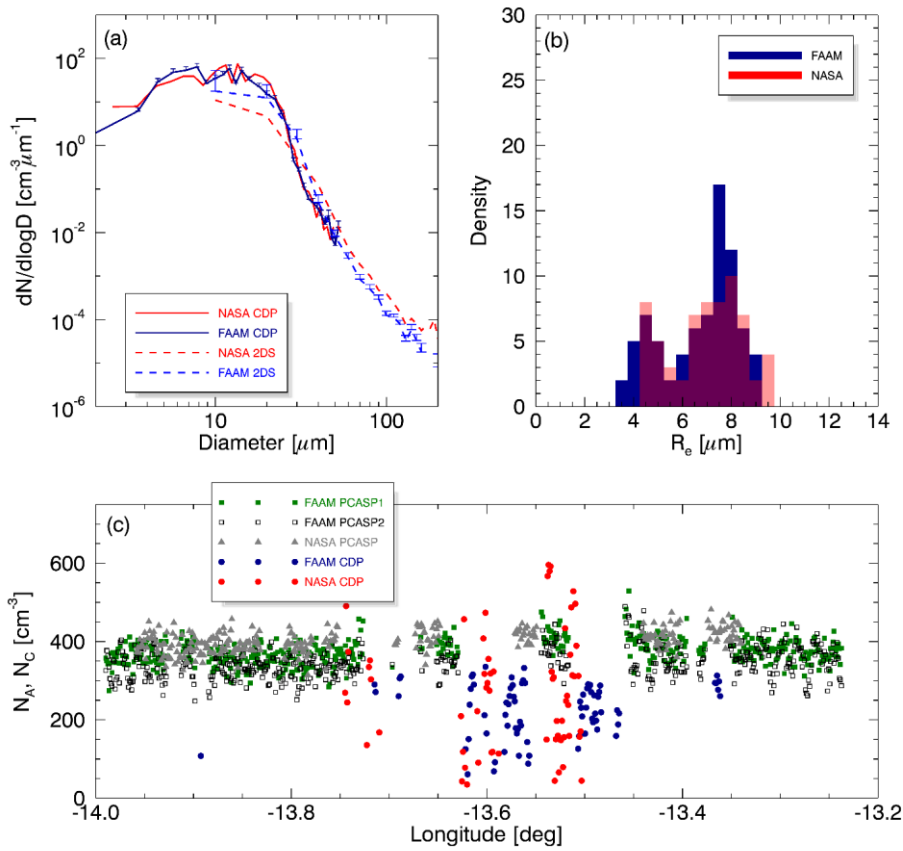 (a)
dN/dlogD [cm⁻³μm⁻¹]
10²
10⁰
10⁻²
10⁻⁴
10⁻⁶
NASA CDP
FAAM CDP
NASA 2DS
FAAM 2DS
10 100
Diameter [μm]
(b)
Density
30
25
20
15
10
5
0
FAAM
NASA
0 2 4 6 8 10 12 14
Rₑ [μm]
(c)
N_A, N_C [cm⁻³]
600
400
200
0
FAAM PCASP1
FAAM PCASP2
NASA PCASP
FAAM CDP
NASA CDP
-14.0 -13.8 -13.6 -13.4 -13.2
Longitude [deg]